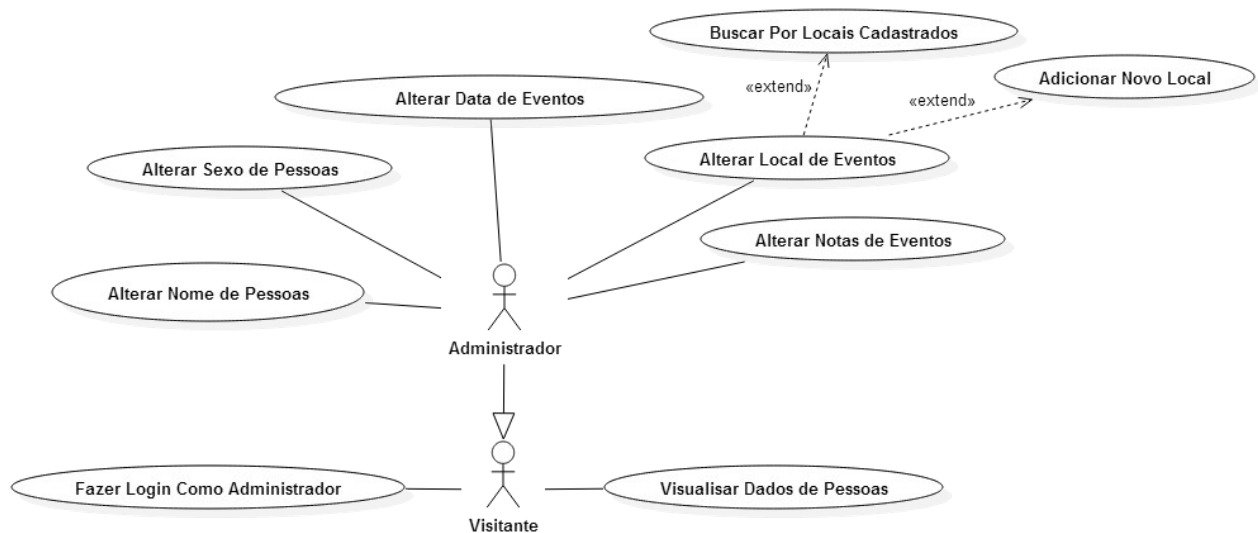 Buscar Por Locais Cadastrados
Adicionar Novo Local
«extend»
«extend»
Alterar Data de Eventos
Alterar Local de Eventos
Alterar Sexo de Pessoas
Alterar Notas de Eventos
Alterar Nome de Pessoas
Administrador
Fazer Login Como Administrador
Visualisar Dados de Pessoas
Visitante